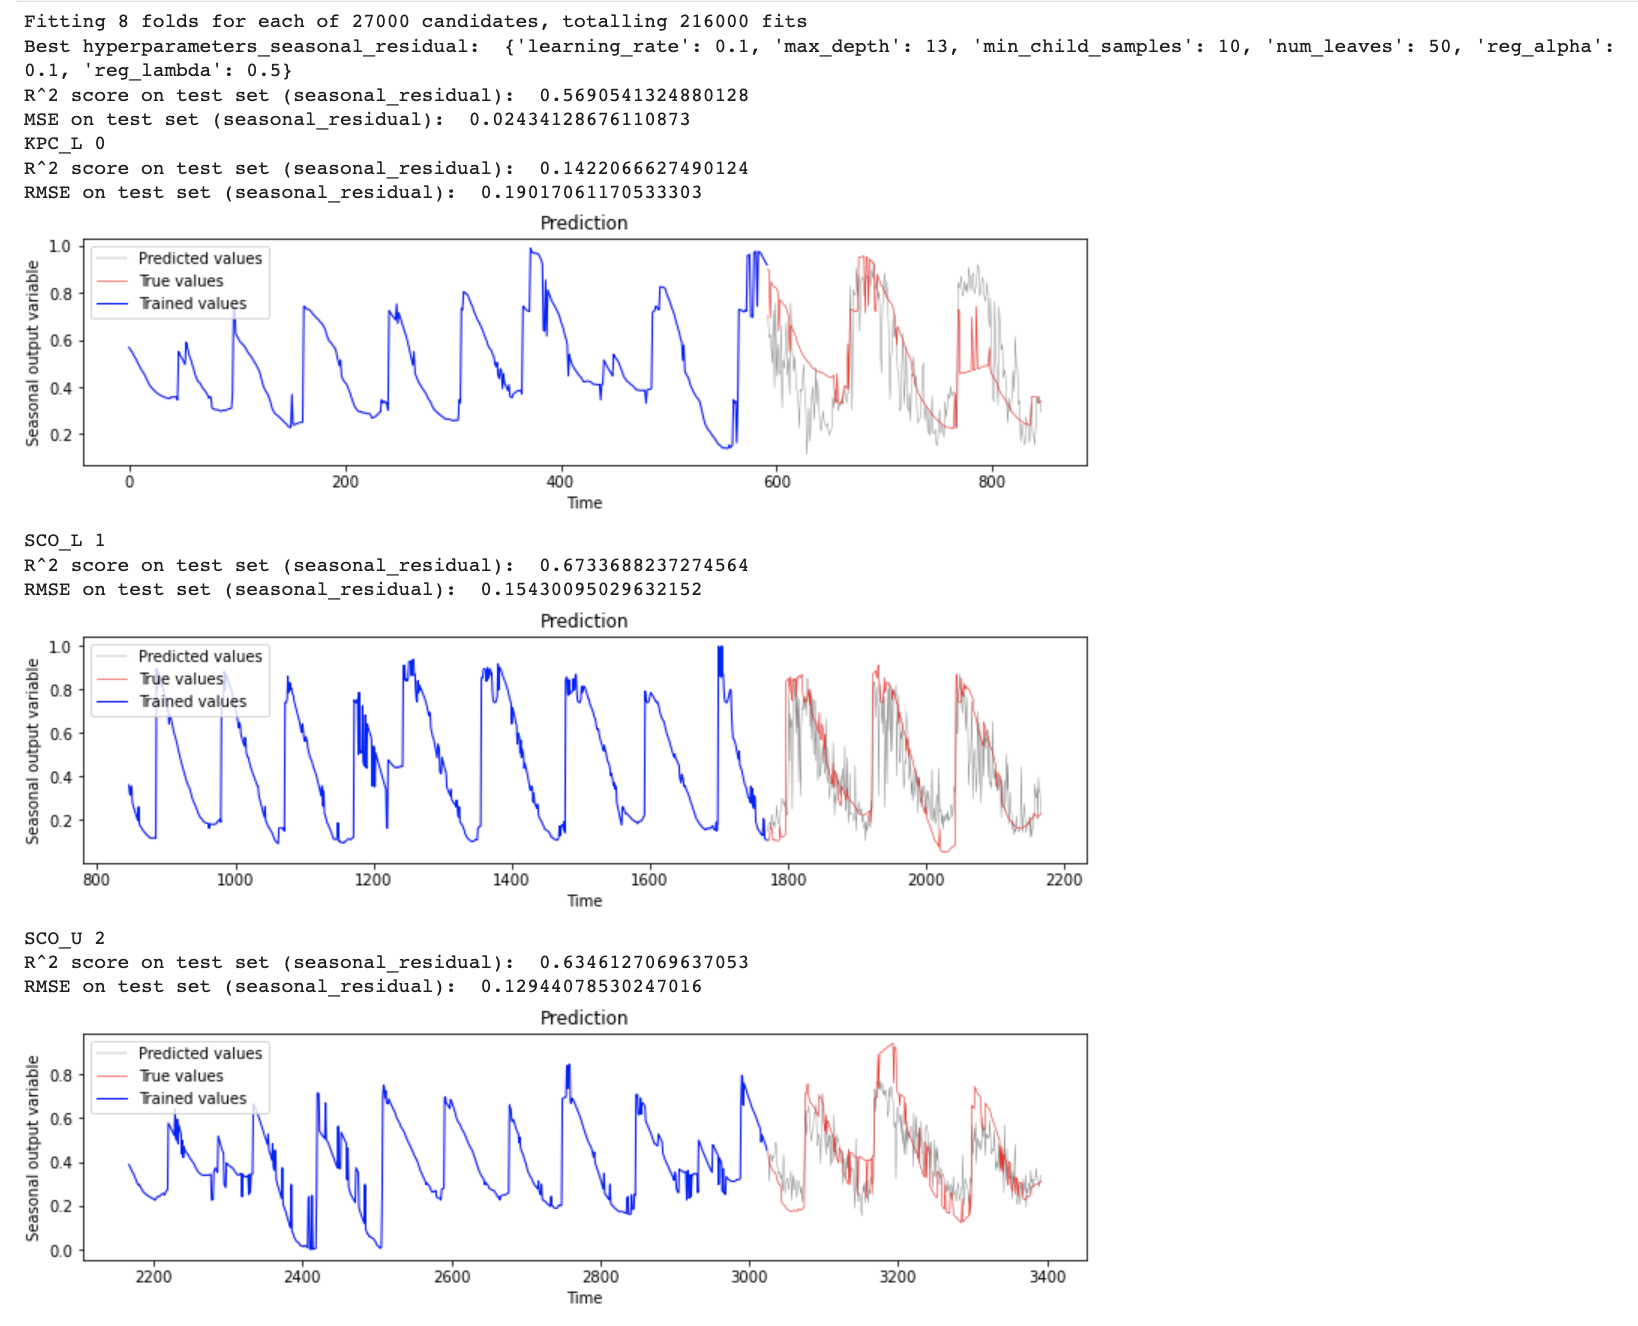 Fitting 8 folds for each of 27000 candidates, totalling 216000 fits
Best hyperparameters_seasonal_residual:  {'learning_rate': 0.1, 'max_depth': 13, 'min_child_samples': 10, 'num_leaves': 50, 'reg_alpha':
0.1, 'reg_lambda': 0.5}
R^2 score on test set (seasonal_residual):  0.5690541324880128
MSE on test set (seasonal_residual):  0.02434128676110873
KPC_L 0
R^2 score on test set (seasonal_residual):  0.1422066627490124
RMSE on test set (seasonal_residual):  0.19017061170533303
Prediction
Seasonal output variable
1.0
0.8
0.6
0.4
0.2
Predicted values
True values
Trained values
0 200 400 600 800
Time
SCO_L 1
R^2 score on test set (seasonal_residual):  0.6733688237274564
RMSE on test set (seasonal_residual):  0.15430095029632152
Prediction
Seasonal output variable
1.0
0.8
0.6
0.4
0.2
Predicted values
True values
Trained values
800 1000 1200 1400 1600 1800 2000 2200
Time
SCO_U 2
R^2 score on test set (seasonal_residual):  0.6346127069637053
RMSE on test set (seasonal_residual):  0.12944078530247016
Prediction
Seasonal output variable
0.8
0.6
0.4
0.2
0.0
Predicted values
True values
Trained values
2200 2400 2600 2800 3000 3200 3400
Time